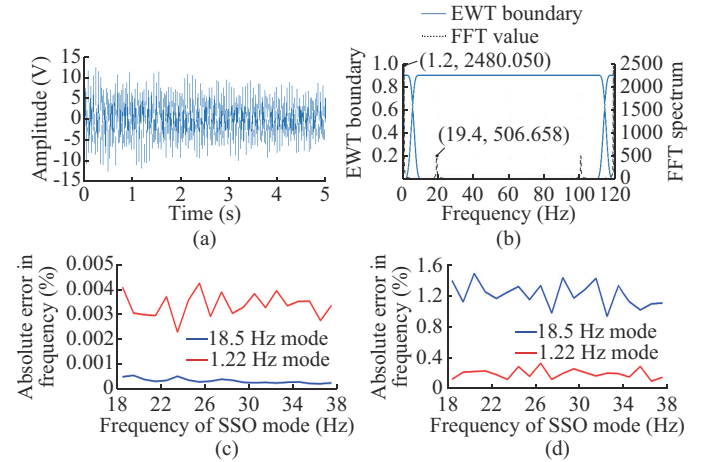 EWT boundary
FFT value
Amplitude (V)
15
10
5
0
-5
-10
-15
0 1 2 3 4 5
Time (s)
(a)
EWT boundary
1.0
0.8
0.6
0.4
0.2
(1.2, 2480.050)
(19.4, 506.658)
2500
2000
1500
1000
500
0
FFT spectrum
0 20 40 60 80 100 120
Frequency (Hz)
(b)
Absolute error in
frequency (%)
0.005
0.004
0.003
0.002
0.001
0
18.5 Hz mode
1.22 Hz mode
18 22 26 30 34 38
Frequency of SSO mode (Hz)
(c)
Absolute error in
frequency (%)
1.6
1.2
0.8
0.4
0
18.5 Hz mode
1.22 Hz mode
18 22 26 30 34 38
Frequency of SSO mode (Hz)
(d)